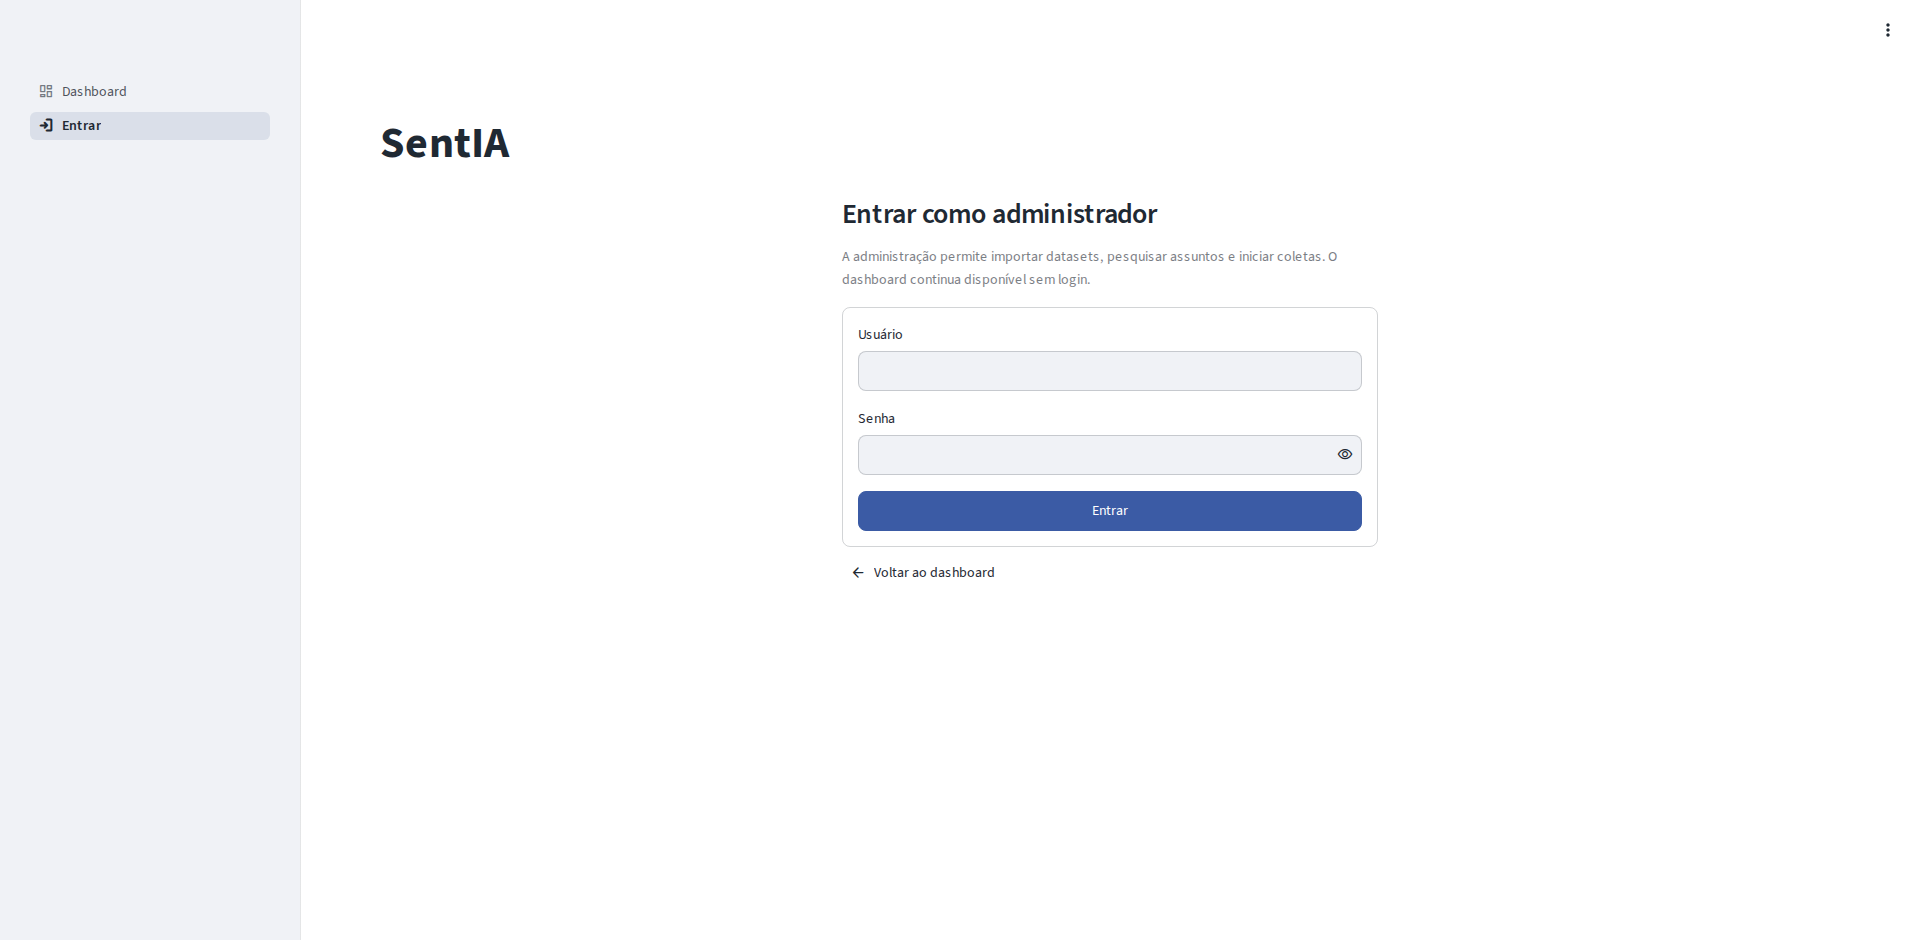 Dashboard
Entrar
SentIA
Entrar como administrador
A administração permite importar datasets, pesquisar assuntos e iniciar coletas. O
dashboard continua disponível sem login.
Usuário
Senha
Entrar
Voltar ao dashboard